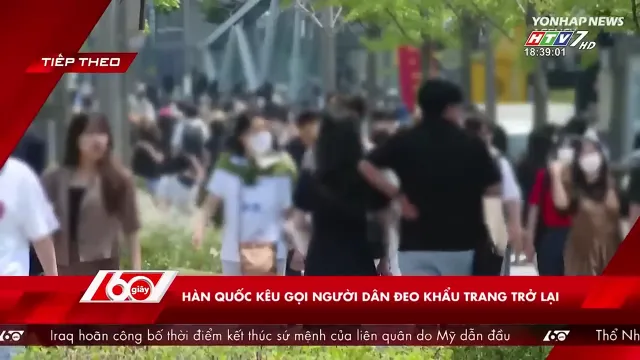 YONHAP NEWS
HTV7 HD
18:39:01
TIẾP THEO
60 giây
HÀN QUỐC KÊU GỌI NGƯỜI DÂN ĐEO KHẨU TRANG TRỞ LẠI
60 Iraq hoãn công bố thời điểm kết thúc sứ mệnh của liên quân do Mỹ dẫn đầu 60 Thổ Nh